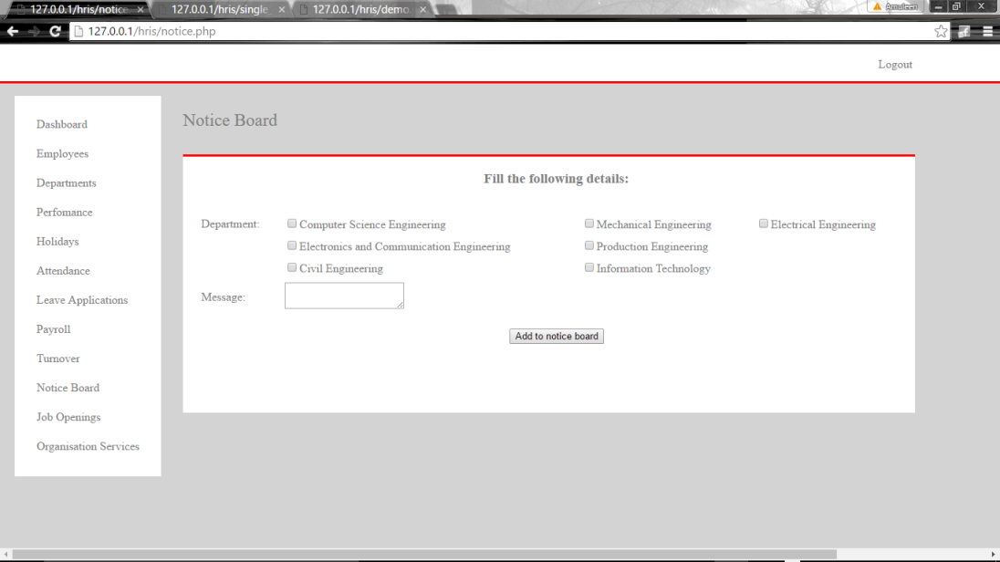 127.0.0.1/hris/notice
127.0.0.1/hris/single_
127.0.0.1/hris/demo
Amuleen
127.0.0.1/hris/notice.php
Logout
Notice Board
Dashboard
Employees
Departments
Perfomance
Holidays
Attendance
Leave Applications
Payroll
Turnover
Notice Board
Job Openings
Organisation Services
Fill the following details:
Department: Computer Science Engineering Mechanical Engineering Electrical Engineering
Electronics and Communication Engineering Production Engineering
Civil Engineering Information Technology
Message:
Add to notice board